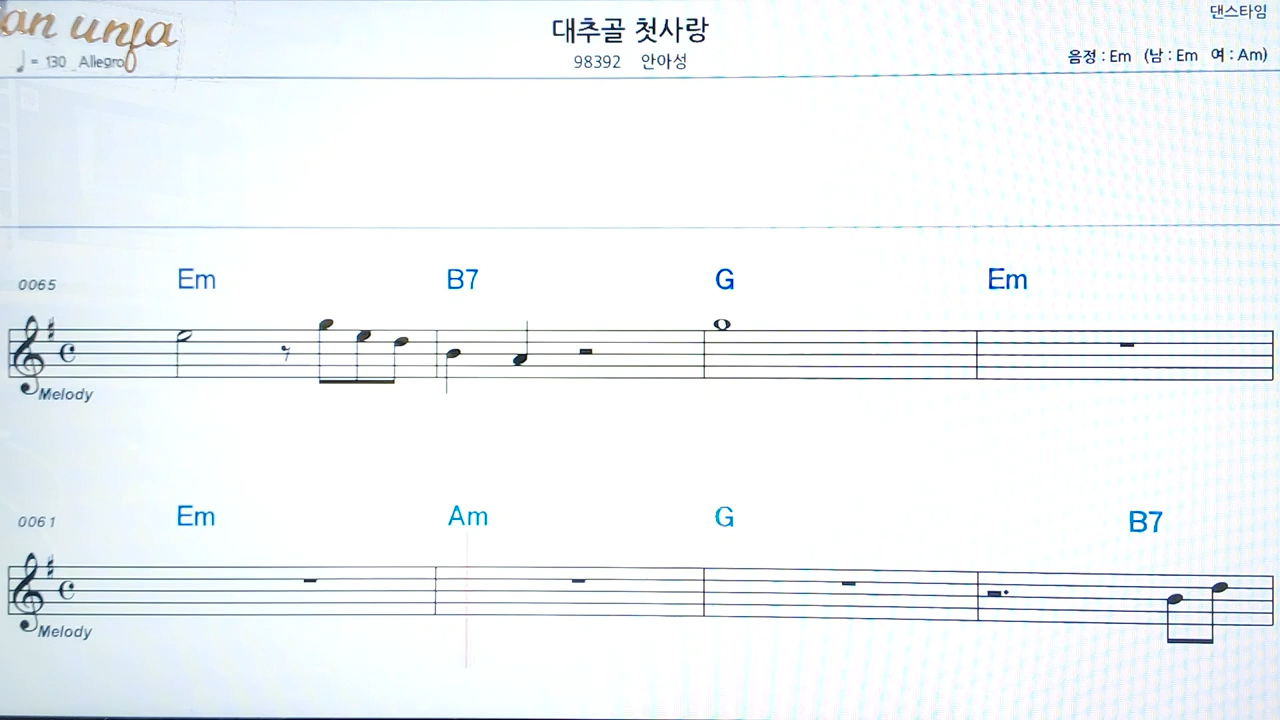 대추골 첫사랑
댄스타임
♩= 130 Allegro
98392 안아성
음정 : Em (남 : Em 여 : Am)
0065 Em B7 G Em
Melody
0061 Em Am G B7
Melody